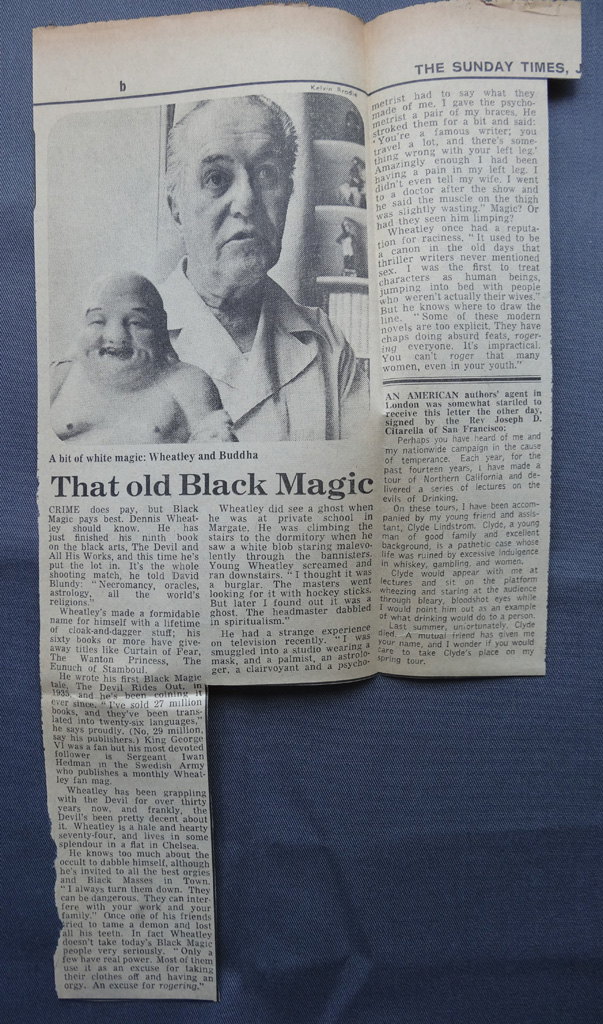 THE SUNDAY TIMES, J
b
Kelvin Brodie
A bit of white magic: Wheatley and Buddha
That old Black Magic
CRIME does pay, but Black
Magic pays best. Dennis Wheat-
ley should know. He has
just finished his ninth book
on the black arts, The Devil and
All His Works, and this time he's
put the lot in. It's the whole
shooting match, he told David
Blundy: "Necromancy, oracles,
astrology, all the world's
religions."
Wheatley's made a formidable
name for himself with a lifetime
of cloak-and-dagger stuff; his
sixty books or more have give-
away titles like Curtain of Fear,
The Wanton Princess, The
Eunuch of Stamboul.
He wrote his first Black Magic
tale, The Devil Rides Out, in
1935, and he's been coining it
ever since. "I've sold 27 million
books, and they've been trans-
lated into twenty-six languages,"
he says proudly. (No, 29 million,
say his publishers.) King George
VI was a fan but his most devoted
follower is Sergeant Iwan
Hedman in the Swedish Army
who publishes a monthly Wheat-
ley fan mag.
Wheatley has been grappling
with the Devil for over thirty
years now, and frankly, the
Devil's been pretty decent about
it. Wheatley is a hale and hearty
seventy-four, and lives in some
splendour in a flat in Chelsea.
He knows too much about the
occult to dabble himself, although
he's invited to all the best orgies
and Black Masses in Town.
"I always turn them down. They
can be dangerous. They can inter-
fere with your work and your
family." Once one of his friends
tried to tame a demon and lost
all his teeth. In fact Wheatley
doesn't take today's Black Magic
people very seriously. "Only a
few have real power. Most of them
use it as an excuse for taking
their clothes off and having an
orgy. An excuse for rogering."
Wheatley did see a ghost when
he was at private school in
Margate. He was climbing the
stairs to the dormitory when he
saw a white blob staring malevo-
lently through the bannisters.
Young Wheatley screamed and
ran downstairs. "I thought it was
a burglar. The masters went
looking for it with hockey sticks.
But later I found out it was a
ghost. The headmaster dabbled
in spiritualism."
He had a strange experience
on television recently. "I was
smuggled into a studio wearing a
mask, and a palmist, an astrolo-
ger, a clairvoyant and a psycho-
metrist had to say what they
made of me. I gave the psycho-
metrist a pair of my braces. He
stroked them for a bit and said:
'You're a famous writer; you
travel a lot, and there's some-
thing wrong with your left leg.'
Amazingly enough I had been
having a pain in my left leg. I
didn't even tell my wife. I went
to a doctor after the show and
he said the muscle on the thigh
was slightly wasting." Magic? Or
had they seen him limping?
Wheatley once had a reputa-
tion for raciness. "It used to be
a canon in the old days that
thriller writers never mentioned
sex. I was the first to treat
characters as human beings,
jumping into bed with people
who weren't actually their wives."
But he knows where to draw the
line. "Some of these modern
novels are too explicit. They have
chaps doing absurd feats, roger-
ing everyone. It's impractical.
You can't roger that many
women, even in your youth."
AN AMERICAN authors' agent in
London was somewhat startled to
receive this letter the other day,
signed by the Rev Joseph D.
Citarella of San Francisco:
Perhaps you have heard of me and
my nationwide campaign in the cause
of temperance. Each year, for the
past fourteen years, I have made a
tour of Northern California and de-
livered a series of lectures on the
evils of Drinking.
On these tours, I have been accom-
panied by my young friend and assis-
tant, Clyde Lindstrom. Clyde, a young
man of good family and excellent
background, is a pathetic case whose
life was ruined by excessive indulgence
in whiskey, gambling, and women.
Clyde would appear with me at
lectures and sit on the platform
wheezing and staring at the audience
through bleary, bloodshot eyes while
I would point him out as an example
of what drinking would do to a person.
Last summer, unfortunately, Clyde
died. A mutual friend has given me
your name, and I wonder if you would
care to take Clyde's place on my
spring tour.